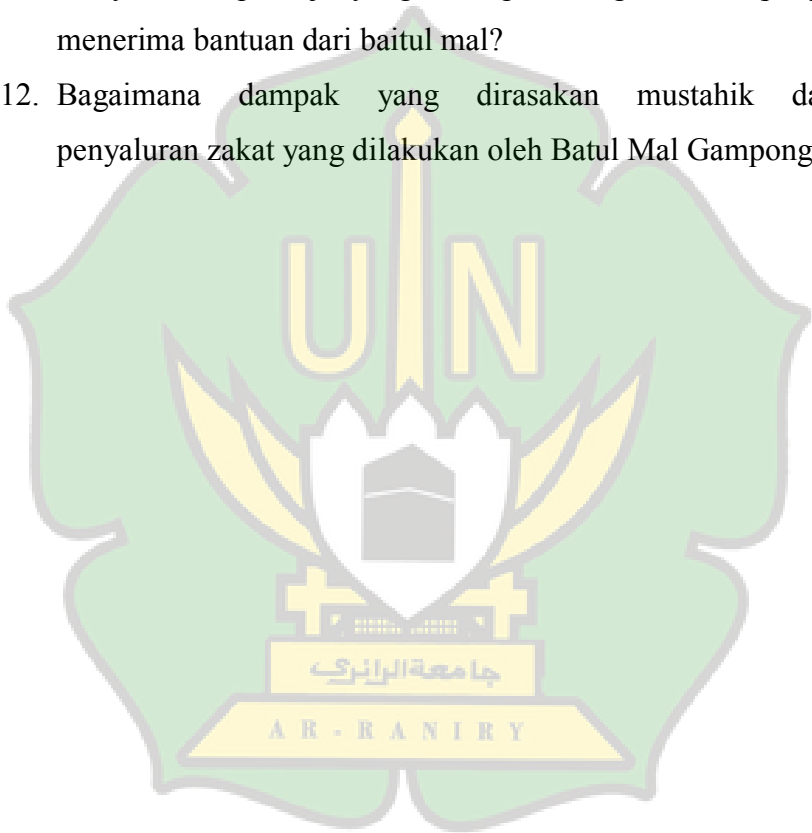 menerima bantuan dari baitul mal?
12. Bagaimana dampak yang dirasakan mustahik
penyaluran zakat yang dilakukan oleh Batul Mal Gampong
UIN
جامعة الرانري
AR-RANIRY